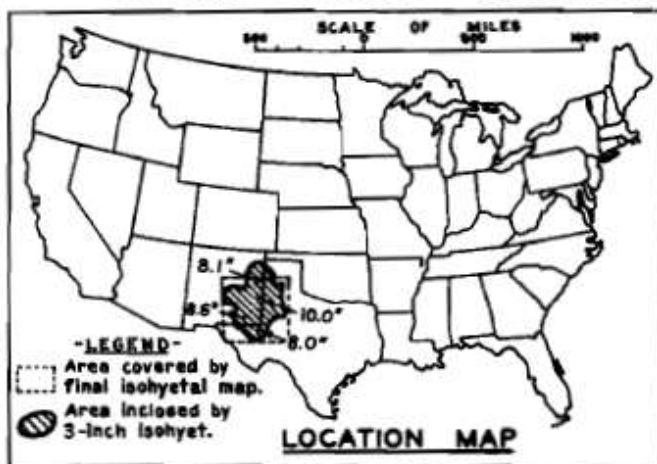 SCALE OF MILES
500 0 500 1000
8.1"
8.5"
10.0"
8.0"
-LEGEND-
Area covered by
final isohyetal map.
Area inclosed by
3-inch isohyet.
LOCATION MAP